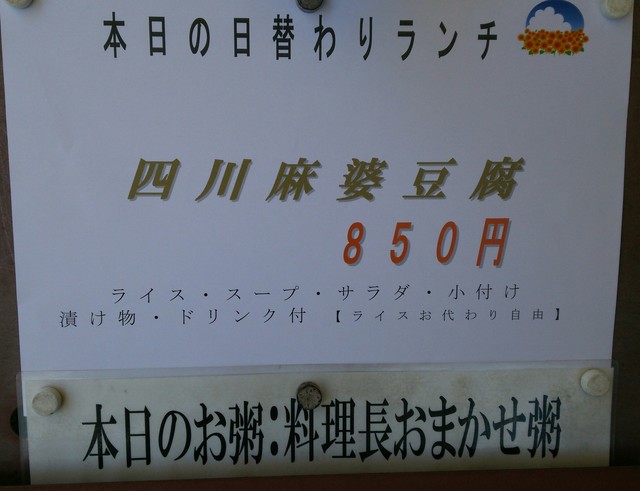 本日の日替わりランチ
四川麻婆豆腐
850円
ライス・スープ・サラダ・小付け
漬け物・ドリンク付【ライスお代わり自由】
本日のお粥:料理長おまかせ粥